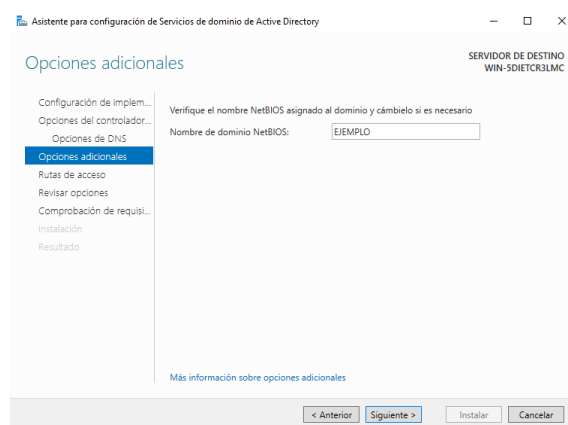 Asistente para configuración de Servicios de dominio de Active Directory
Opciones adicionales
SERVIDOR DE DESTINO
WIN-5DIETCR3LMC
Configuración de implem...
Opciones del controlador...
Opciones de DNS
Opciones adicionales
Rutas de acceso
Revisar opciones
Comprobación de requisi...
Instalación
Resultado
Verifique el nombre NetBIOS asignado al dominio y cámbielo si es necesario
Nombre de dominio NetBIOS: EJEMPLO
Más información sobre opciones adicionales
< Anterior Siguiente > Instalar Cancelar